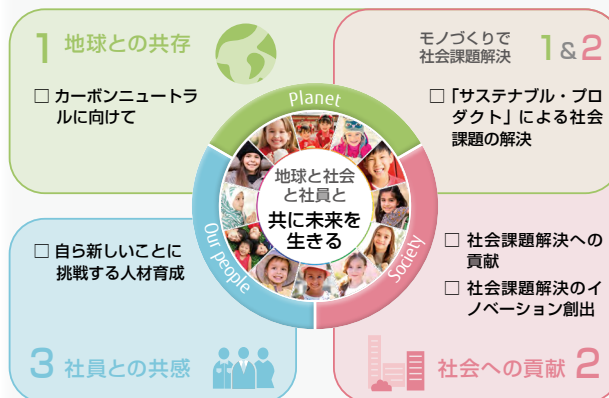 1 地球との共存
□ カーボンニュートラ
ルに向けて
モノづくりで
社会課題解決
1&2
□ 「サステナブル・プロ
ダクト」による社会
課題の解決
Planet
Our people
Society
地球と社会
と社員と
共に未来を
生きる
□ 自ら新しいことに
挑戦する人材育成
3 社員との共感
□ 社会課題解決への
貢献
□ 社会課題解決のイ
ノベーション創出
社会への貢献 2